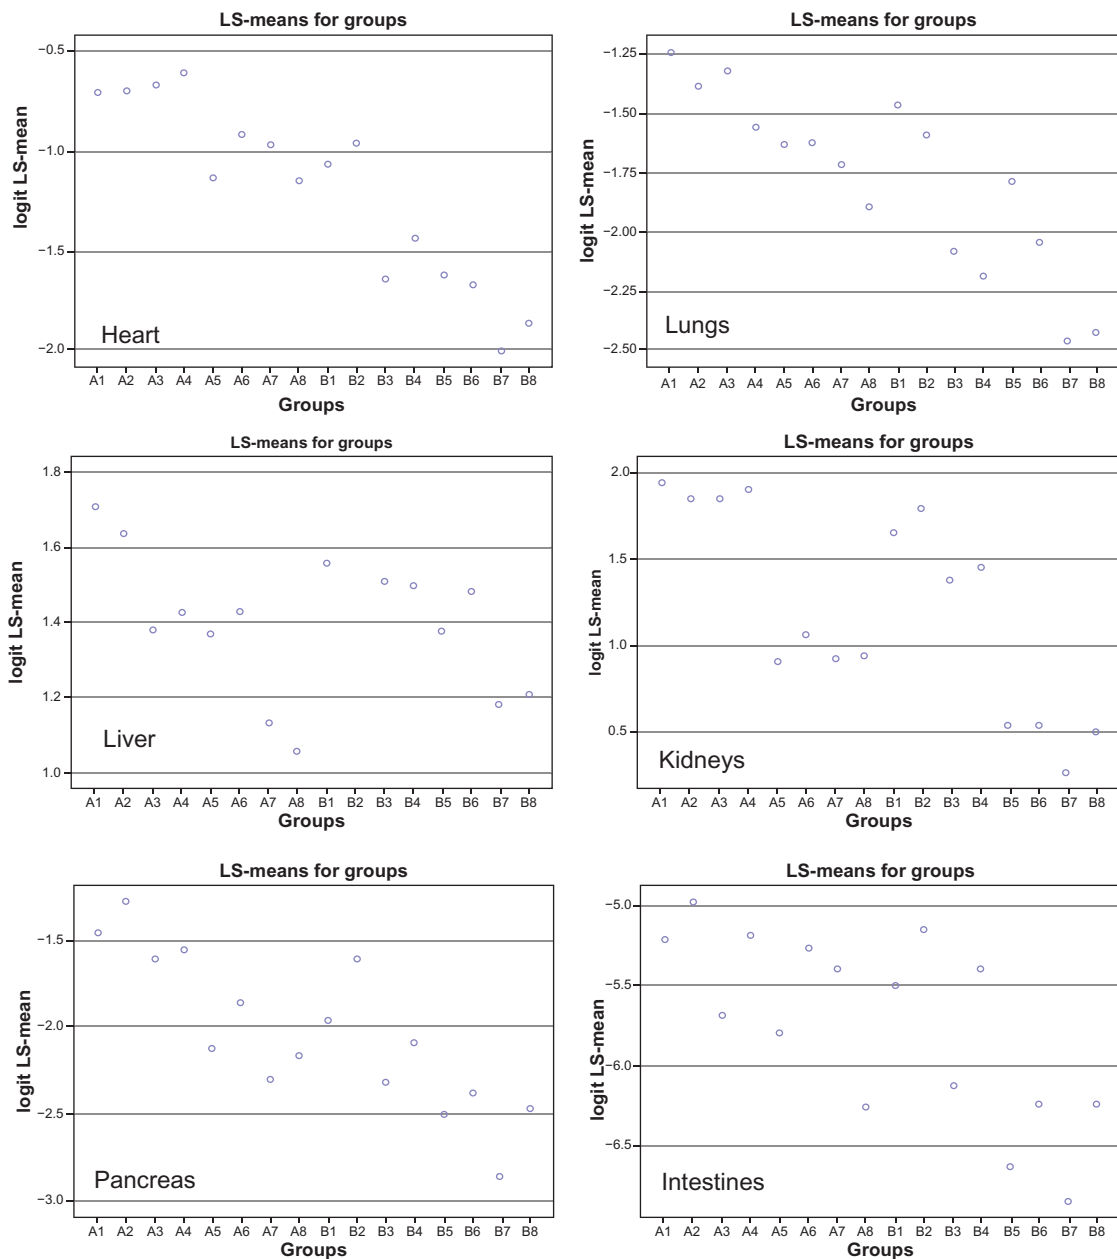 LS-means for groups
logit LS-mean
−0.5
−1.0
−1.5
−2.0
Heart
A1 A2 A3 A4 A5 A6 A7 A8 B1 B2 B3 B4 B5 B6 B7 B8
Groups
LS-means for groups
logit LS-mean
−1.25
−1.50
−1.75
−2.00
−2.25
−2.50
Lungs
A1 A2 A3 A4 A5 A6 A7 A8 B1 B2 B3 B4 B5 B6 B7 B8
Groups
LS-means for groups
logit LS-mean
1.8
1.6
1.4
1.2
1.0
Liver
A1 A2 A3 A4 A5 A6 A7 A8 B1 B2 B3 B4 B5 B6 B7 B8
Groups
LS-means for groups
logit LS-mean
2.0
1.5
1.0
0.5
Kidneys
A1 A2 A3 A4 A5 A6 A7 A8 B1 B2 B3 B4 B5 B6 B7 B8
Groups
LS-means for groups
logit LS-mean
−1.5
−2.0
−2.5
−3.0
Pancreas
A1 A2 A3 A4 A5 A6 A7 A8 B1 B2 B3 B4 B5 B6 B7 B8
Groups
LS-means for groups
logit LS-mean
−5.0
−5.5
−6.0
−6.5
Intestines
A1 A2 A3 A4 A5 A6 A7 A8 B1 B2 B3 B4 B5 B6 B7 B8
Groups